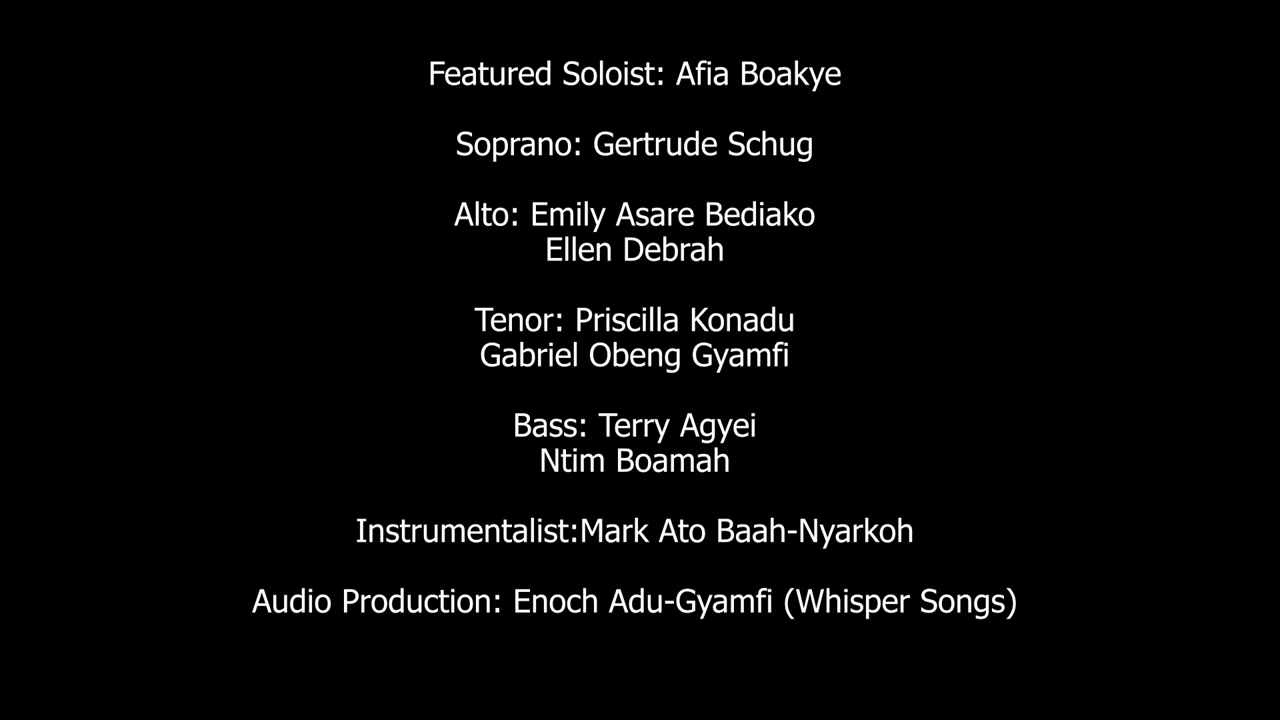 Featured Soloist: Afia Boakye
Soprano: Gertrude Schug
Alto: Emily Asare Bediako
Ellen Debrah
Tenor: Priscilla Konadu
Gabriel Obeng Gyamfi
Bass: Terry Agyei
Ntim Boamah
Instrumentalist:Mark Ato Baah-Nyarkoh
Audio Production: Enoch Adu-Gyamfi (Whisper Songs)